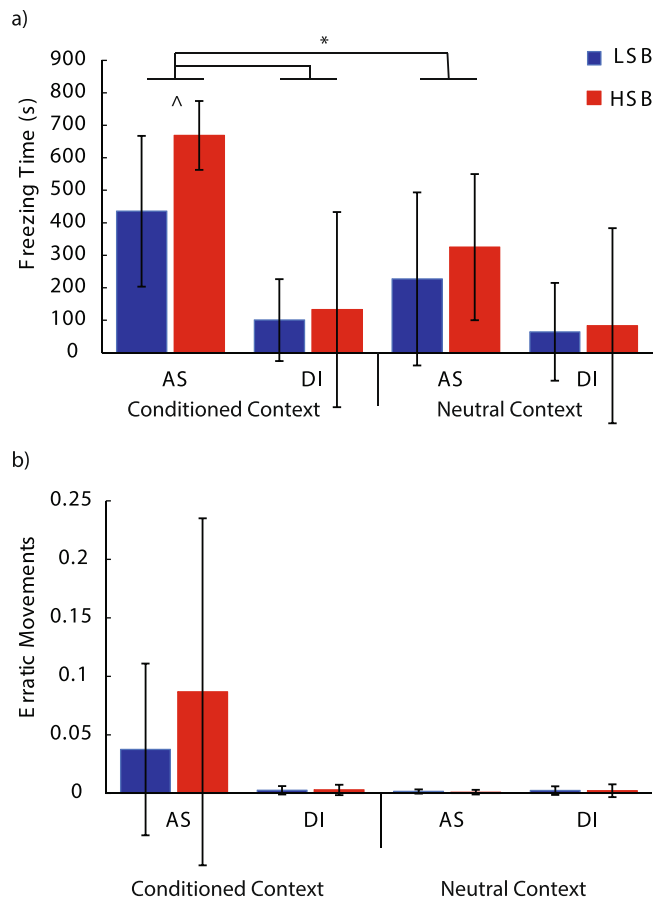 a)
*
^
LSB
HSB
Freezing Time (s)
900
800
700
600
500
400
300
200
100
0
AS DI AS DI
Conditioned Context Neutral Context
b)
Erratic Movements
0.25
0.2
0.15
0.1
0.05
0
AS DI AS DI
Conditioned Context Neutral Context